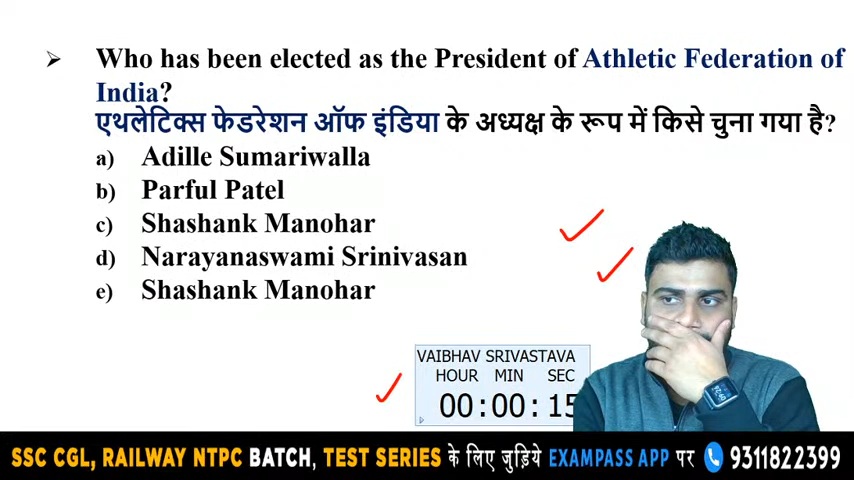 ➢ Who has been elected as the President of Athletic Federation of
India?
एथलेटिक्स फेडरेशन ऑफ इंडिया के अध्यक्ष के रूप में किसे चुना गया है?
a) Adille Sumariwalla
b) Parful Patel
c) Shashank Manohar
d) Narayanaswami Srinivasan
e) Shashank Manohar
VAIBHAV SRIVASTAVA
HOUR MIN SEC
00:00:15
SSC CGL, RAILWAY NTPC BATCH, TEST SERIES के लिए जुड़िये EXAMPASS APP पर 9311822399